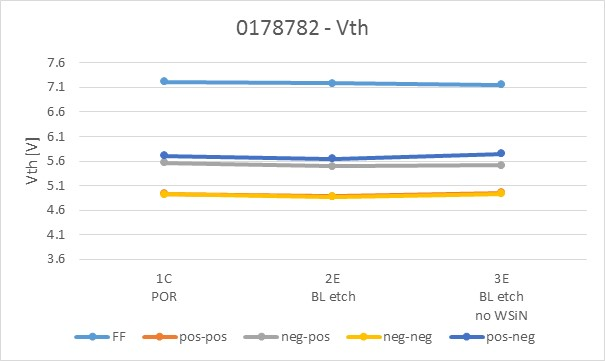 0178782 - Vth
7.6
7.1
6.6
6.1
5.6
5.1
4.6
4.1
3.6
Vth [V]
1C
POR
2E
BL etch
3E
BL etch
no WSiN
FF
pos-pos
neg-pos
neg-neg
pos-neg